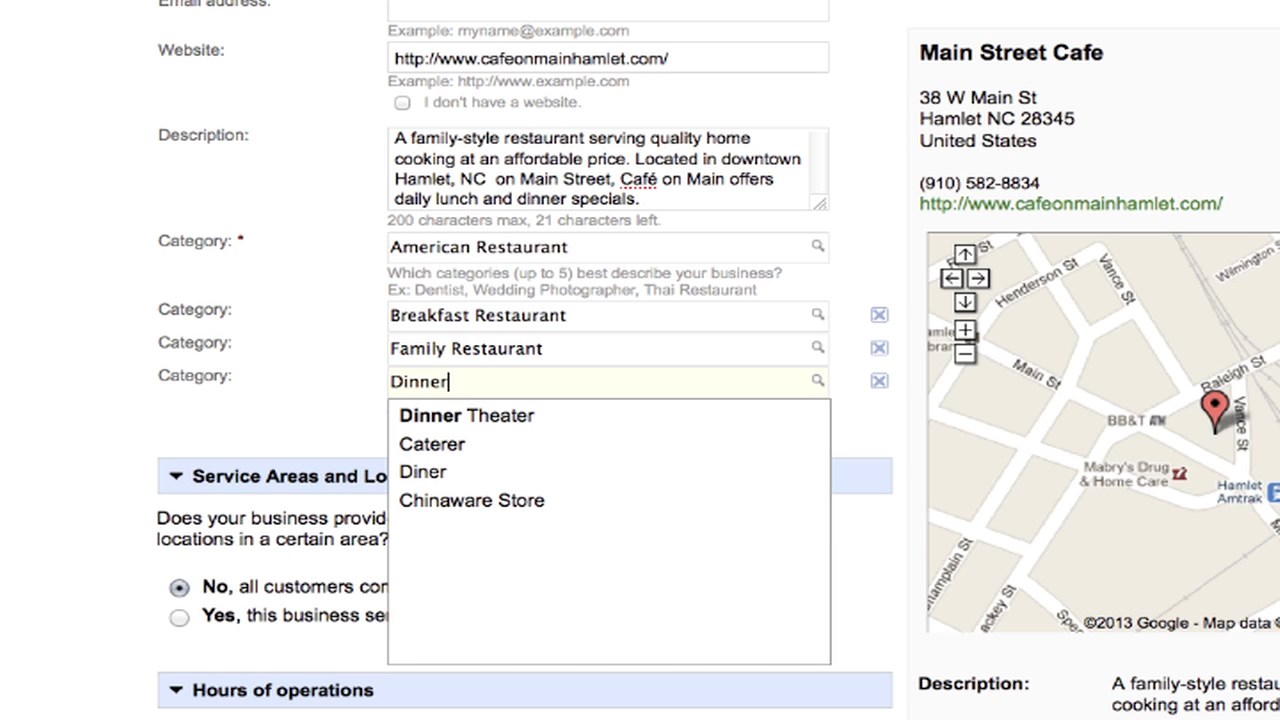 Email address:
Example: myname@example.com
Website:
http://www.cafeonmainhamlet.com/
Example: http://www.example.com
I don't have a website.
Description:
A family-style restaurant serving quality home
cooking at an affordable price. Located in downtown
Hamlet, NC on Main Street, Café on Main offers
daily lunch and dinner specials.
200 characters max, 21 characters left.
Category: *
American Restaurant
Which categories (up to 5) best describe your business?
Ex: Dentist, Wedding Photographer, Thai Restaurant
Category:
Breakfast Restaurant
Category:
Family Restaurant
Category:
Dinner
Dinner Theater
Caterer
Diner
Chinaware Store
Service Areas and Lo
Does your business provid
locations in a certain area?
No, all customers con
Yes, this business se
Hours of operations
Main Street Cafe
38 W Main St
Hamlet NC 28345
United States
(910) 582-8834
http://www.cafeonmainhamlet.com/
St
Henderson St
Vance St
Wilmington
Main St
Raleigh St
Vance St
BB&T ATM
Mabry's Drug
& Home Care
Hamlet
Amtrak
hamplain St
ackey St
Spe
©2013 Google - Map data ©
Description:
A family-style restau
cooking at an afford